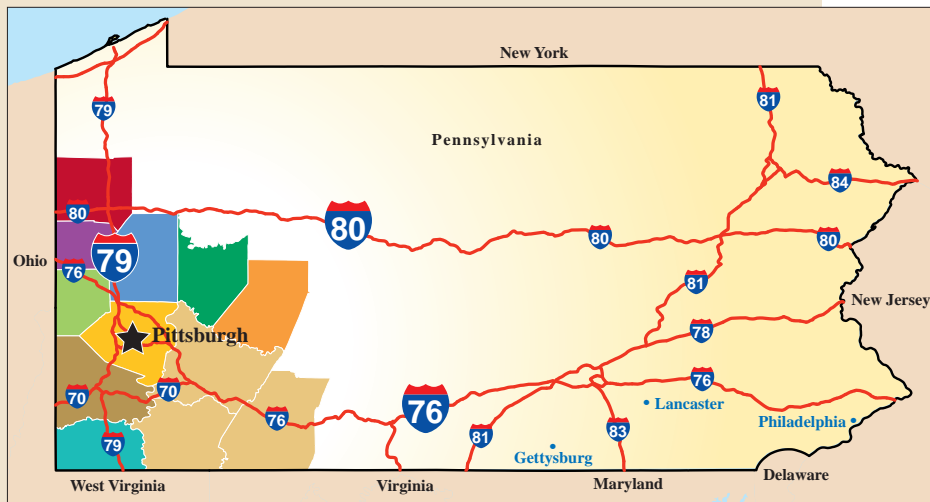 New York
79
81
Pennsylvania
84
80
80
80
80
79
Ohio
76
81
New Jersey
Pittsburgh
78
70
70
76
76
76
Lancaster
Philadelphia
79
81
83
Gettysburg
West Virginia
Virginia
Maryland
Delaware